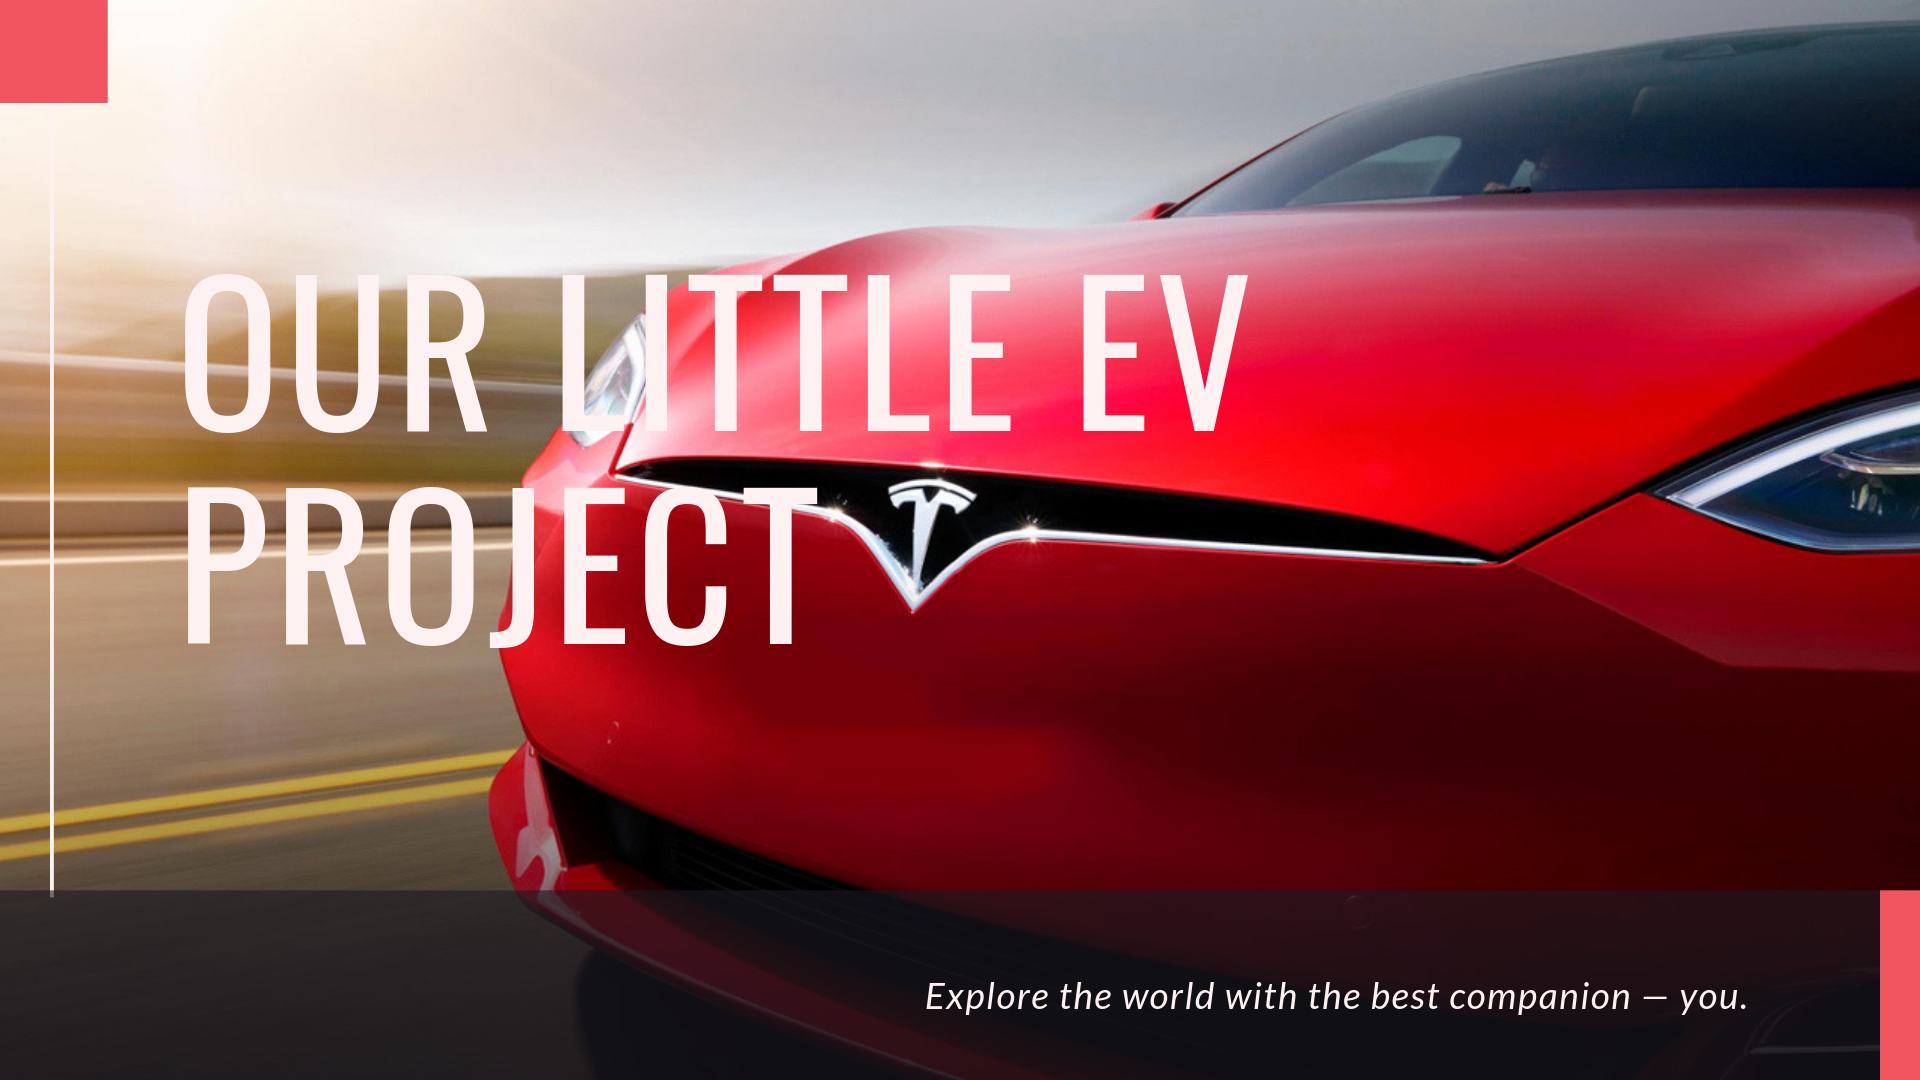 OUR LITTLE EV
PROJECT
Explore the world with the best companion — you.